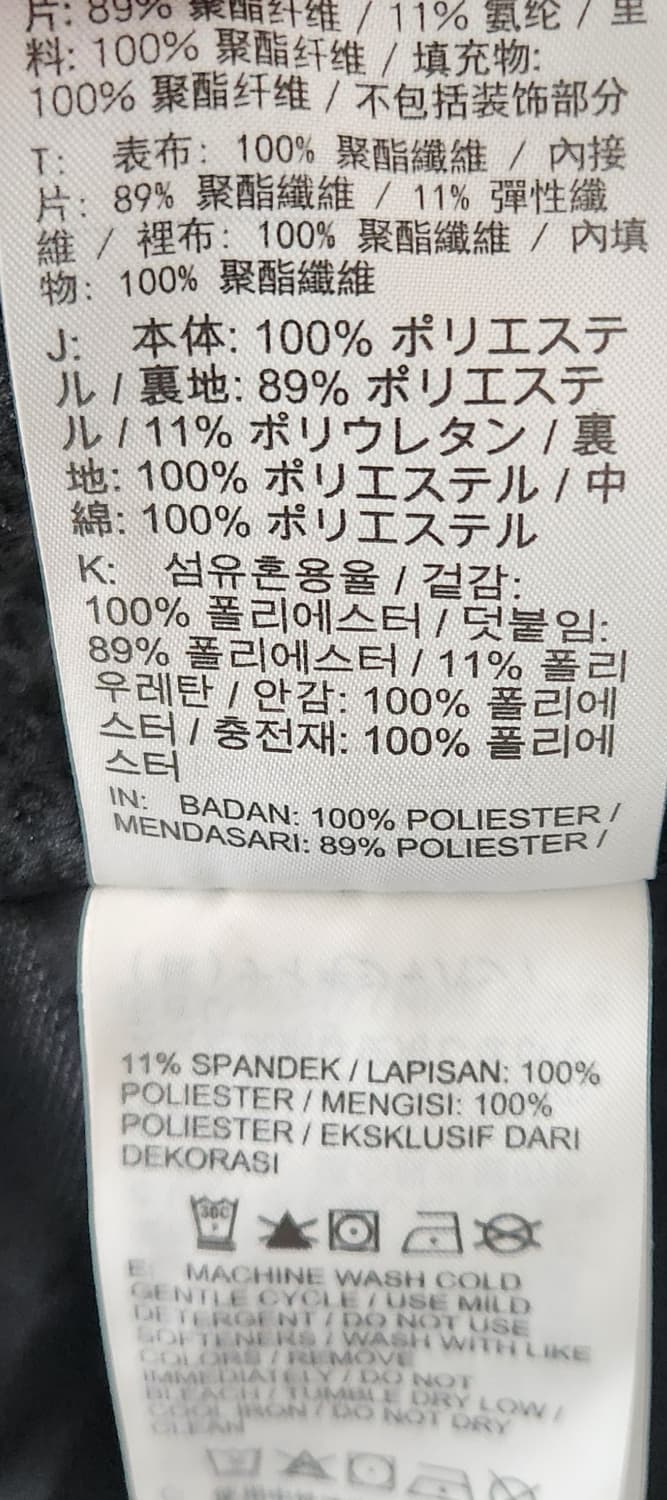 片: 89% 聚酯纤维 / 11% 氨纶 / 里
料: 100% 聚酯纤维 / 填充物:
100% 聚酯纤维 / 不包括装饰部分
T: 表布: 100% 聚酯纖維 / 內接
片: 89% 聚酯纖維 / 11% 彈性纖
維 / 裡布: 100% 聚酯纖維 / 內填
物: 100% 聚酯纖維
J: 本体: 100% ポリエステ
ル / 裏地: 89% ポリエステ
ル / 11% ポリウレタン / 裏
地: 100% ポリエステル / 中
綿: 100% ポリエステル
K: 섬유혼용율 / 겉감:
100% 폴리에스터 / 덧붙임:
89% 폴리에스터 / 11% 폴리
우레탄 / 안감: 100% 폴리에
스터 / 충전재: 100% 폴리에
스터
IN: BADAN: 100% POLIESTER /
MENDASARI: 89% POLIESTER /
11% SPANDEK / LAPISAN: 100%
POLIESTER / MENGISI: 100%
POLIESTER / EKSKLUSIF DARI
DEKORASI
30C
E: MACHINE WASH COLD
GENTLE CYCLE / USE MILD
DETERGENT / DO NOT USE
SOFTENERS / WASH WITH LIKE
COLORS / REMOVE
IMMEDIATELY / DO NOT
BLEACH / TUMBLE DRY LOW /
COOL IRON / DO NOT DRY
CLEAN